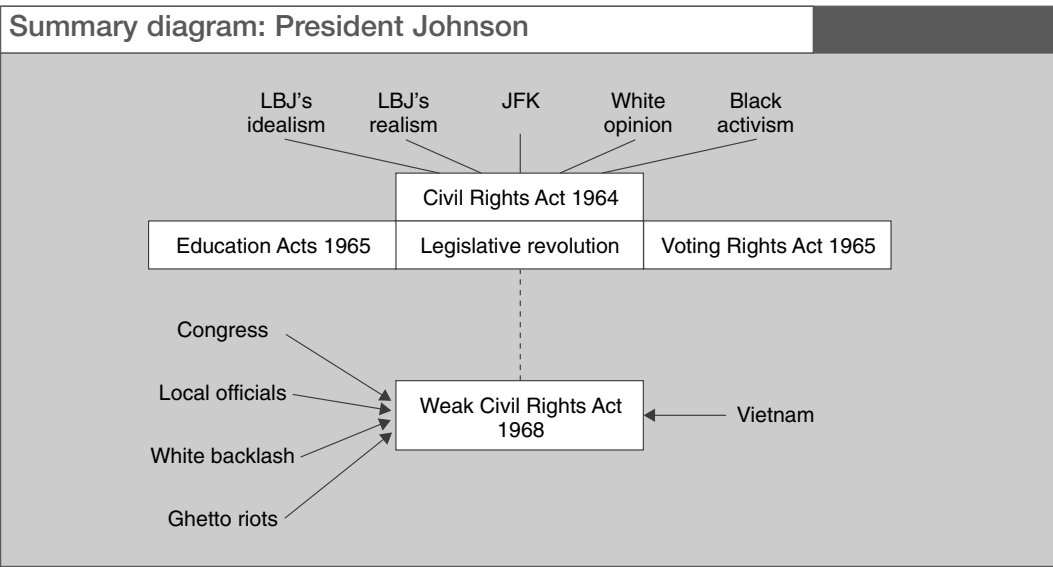 Summary diagram: President Johnson
LBJ's
idealism
LBJ's
realism
JFK
White
opinion
Black
activism
Civil Rights Act 1964
Education Acts 1965
Legislative revolution
Voting Rights Act 1965
Congress
Local officials
White backlash
Ghetto riots
Weak Civil Rights Act
1968
Vietnam